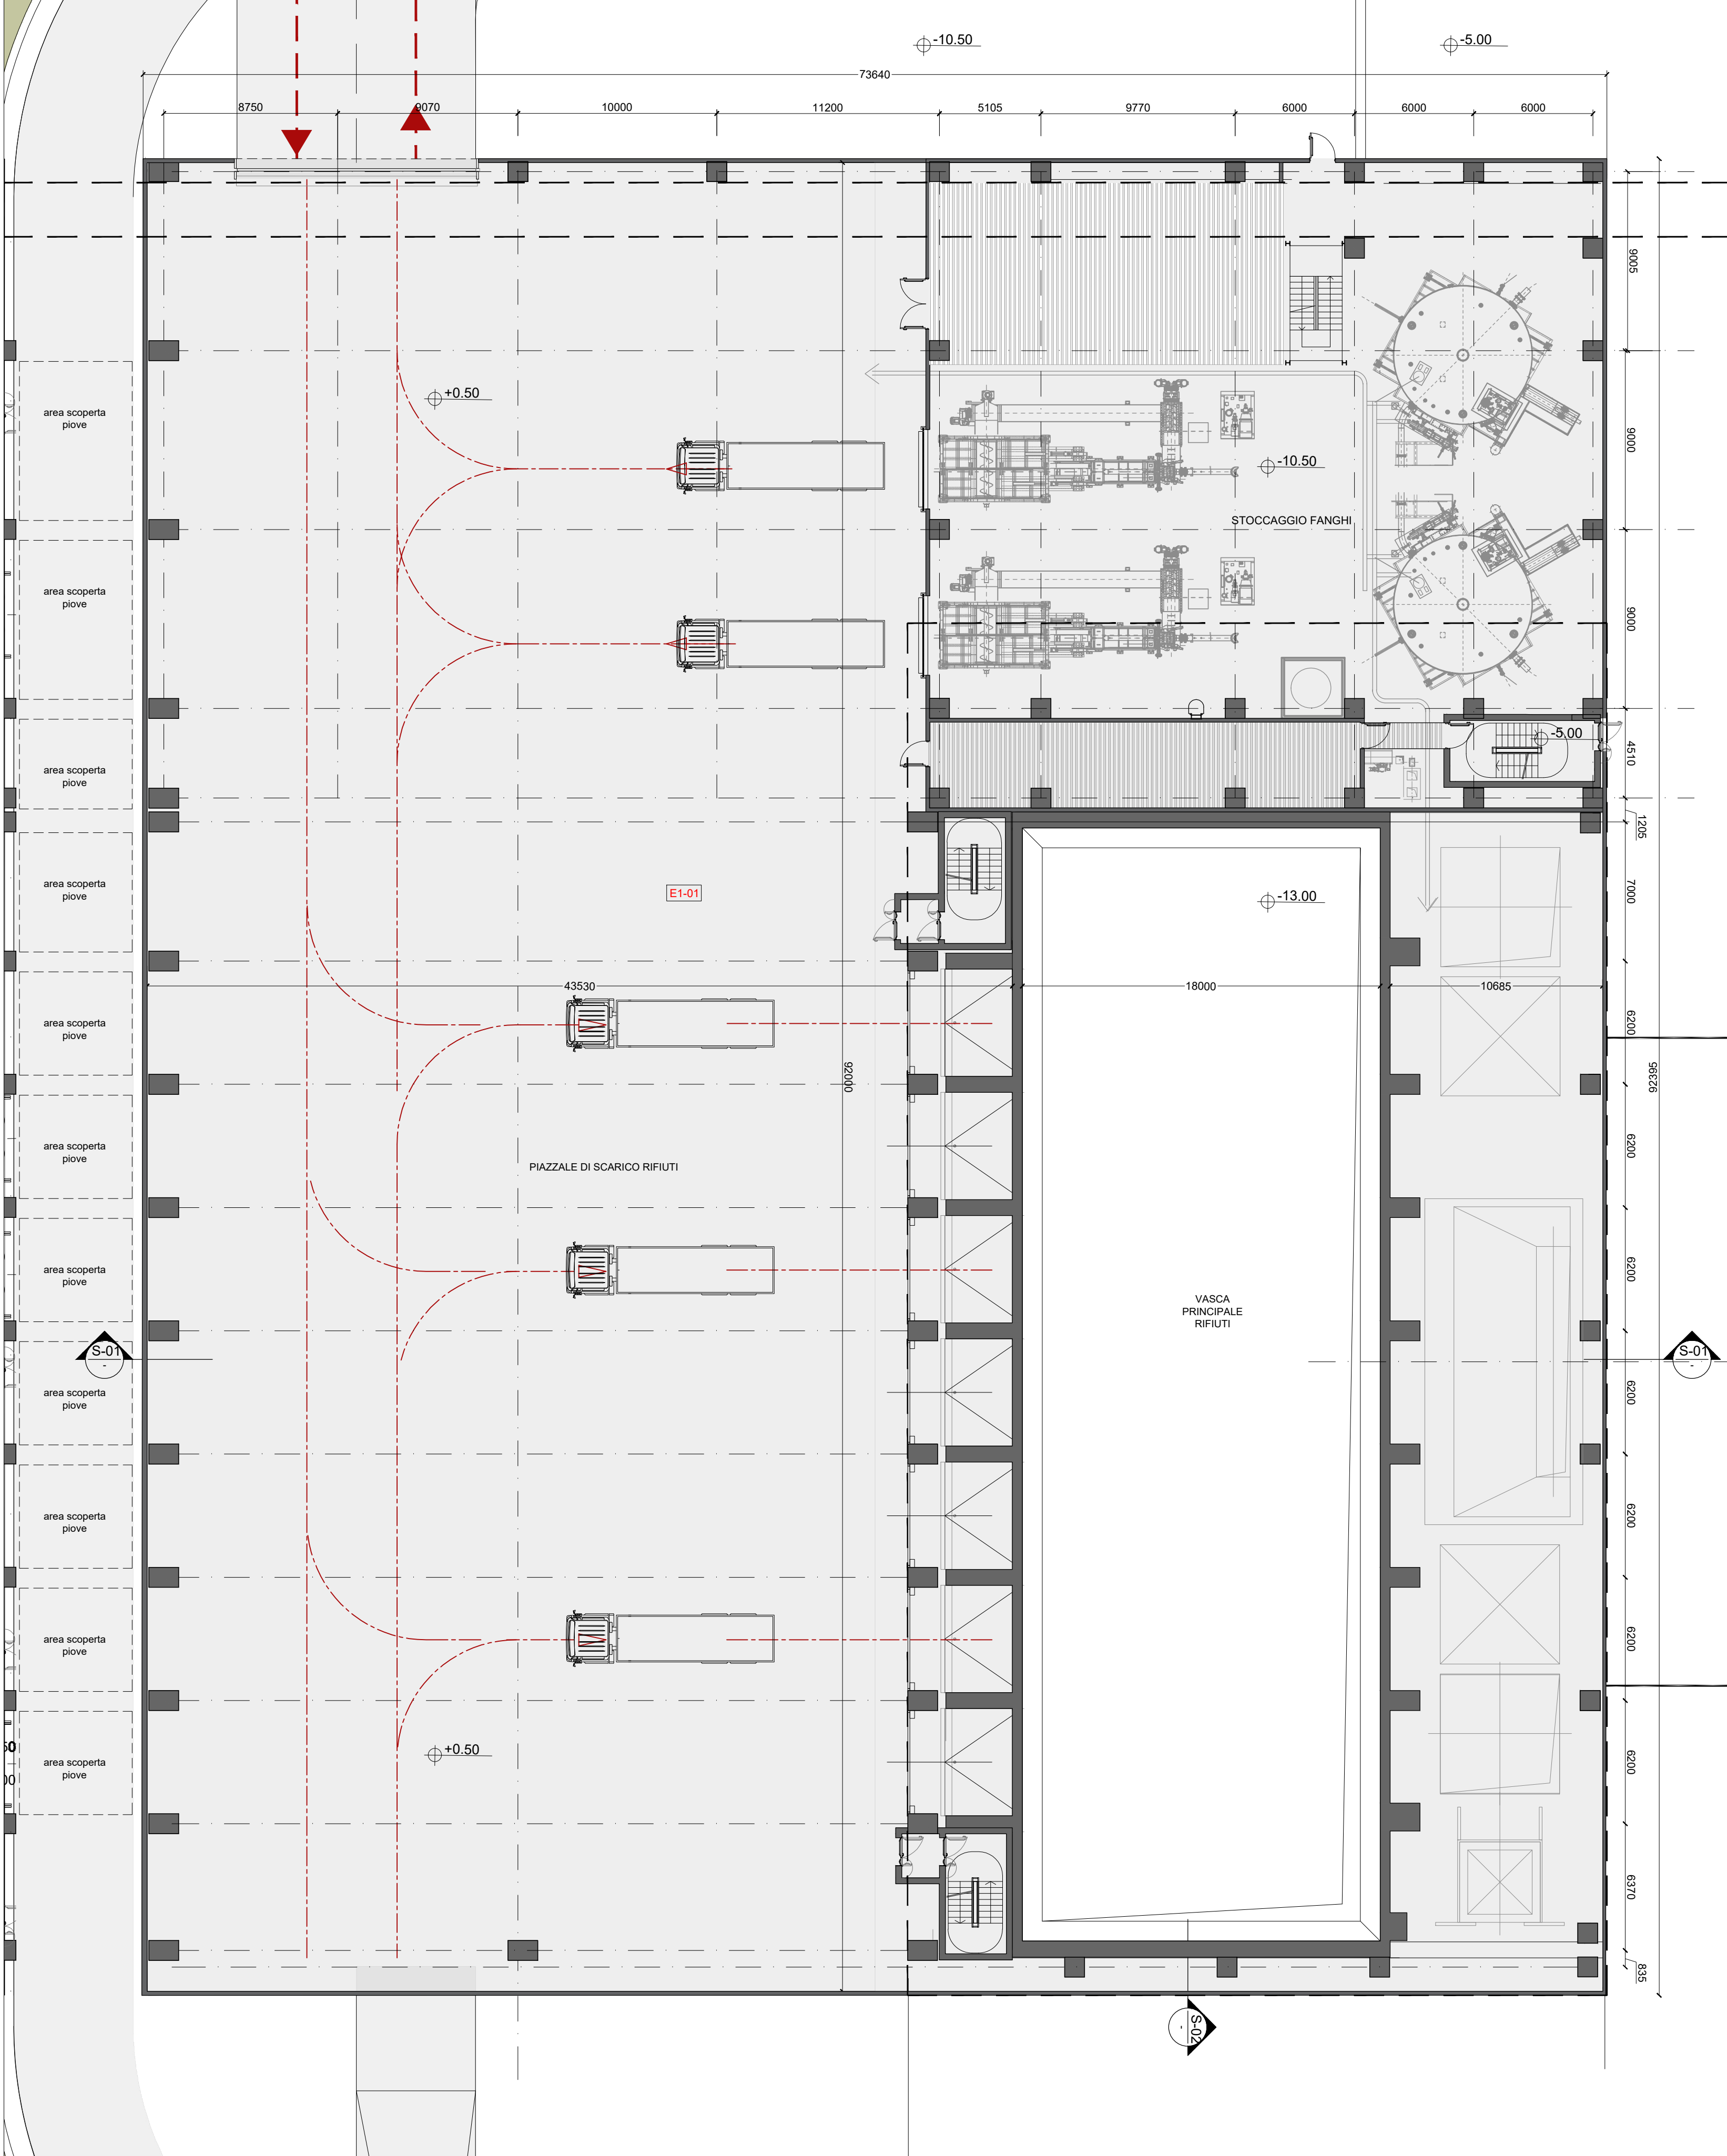 -10.50
-5.00
73640
8750
9070
10000
11200
5105
9770
6000
6000
6000
9005
+0.50
area scoperta
piove
9000
-10.50
STOCCAGGIO FANGHI
area scoperta
piove
9000
-5.00
4510
area scoperta
piove
1205
area scoperta
piove
E1-01
-13.00
7000
43530
18000
10685
area scoperta
piove
6200
92000
92395
area scoperta
piove
6200
PIAZZALE DI SCARICO RIFIUTI
area scoperta
piove
6200
VASCA
PRINCIPALE
RIFIUTI
S-01
-
S-01
-
area scoperta
piove
6200
area scoperta
piove
6200
area scoperta
piove
6200
+0.50
area scoperta
piove
6200
6370
835
S-02
-